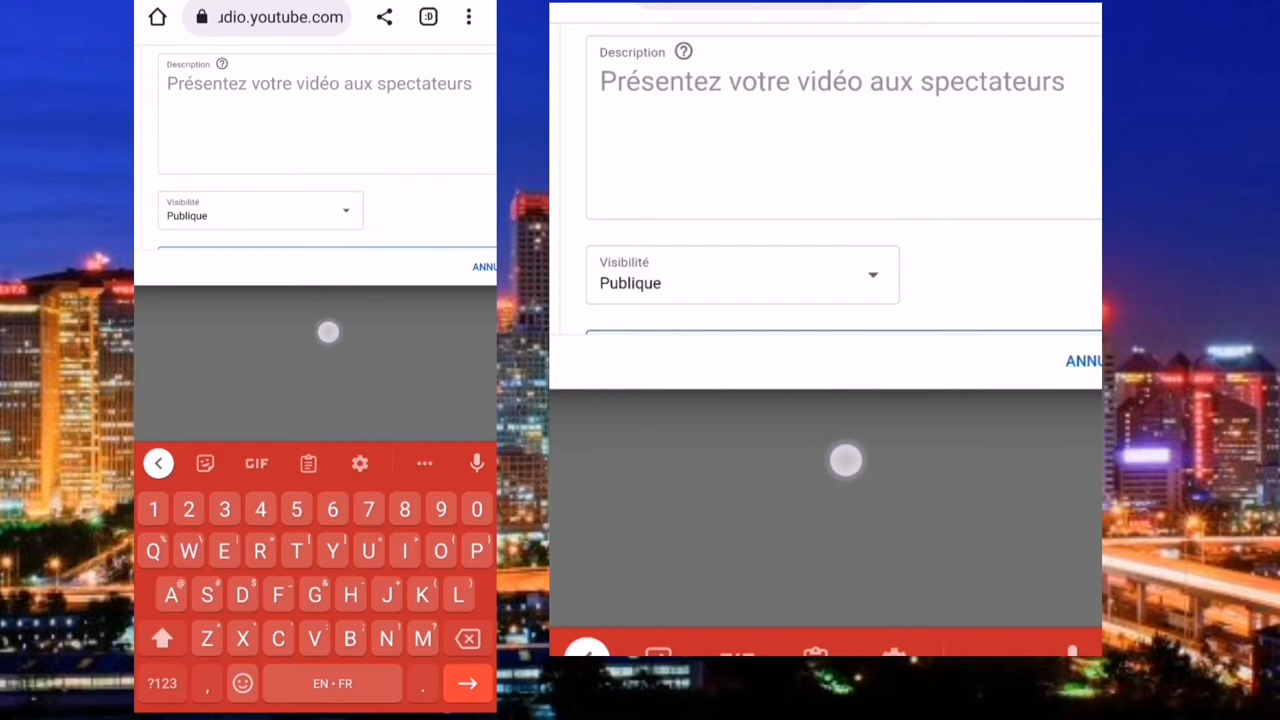 udio.youtube.com
:D
Description ?
Présentez votre vidéo aux spectateurs
Visibilité
Publique
ANNU
GIF
1 2 3 4 5 6 7 8 9 0
Q W E R T Y U I O P
A S D F G H J K L
Z X C V B N M
?123 , EN • FR .
Description ?
Présentez votre vidéo aux spectateurs
Visibilité
Publique
ANNU